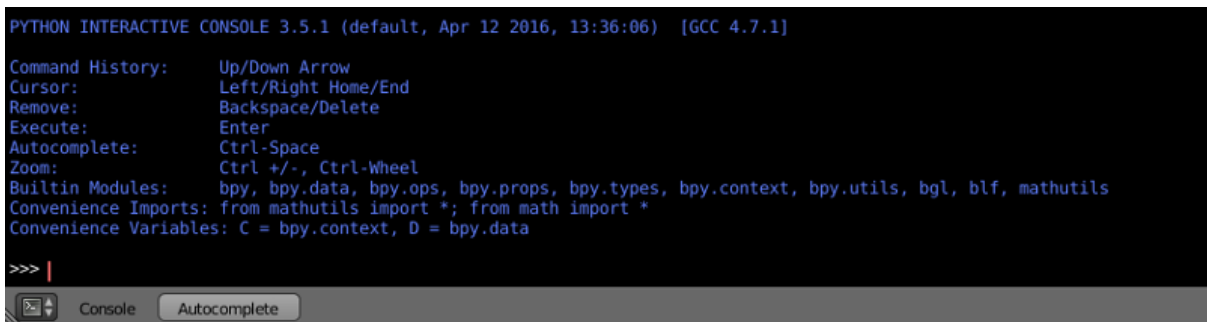 PYTHON INTERACTIVE CONSOLE 3.5.1 (default, Apr 12 2016, 13:36:06)  [GCC 4.7.1]
Command History:     Up/Down Arrow
Cursor:              Left/Right Home/End
Remove:              Backspace/Delete
Execute:             Enter
Autocomplete:        Ctrl-Space
Zoom:                Ctrl +/-, Ctrl-Wheel
Builtin Modules:     bpy, bpy.data, bpy.ops, bpy.props, bpy.types, bpy.context, bpy.utils, bgl, blf, mathutils
Convenience Imports: from mathutils import *; from math import *
Convenience Variables: C = bpy.context, D = bpy.data
>>>
Console Autocomplete